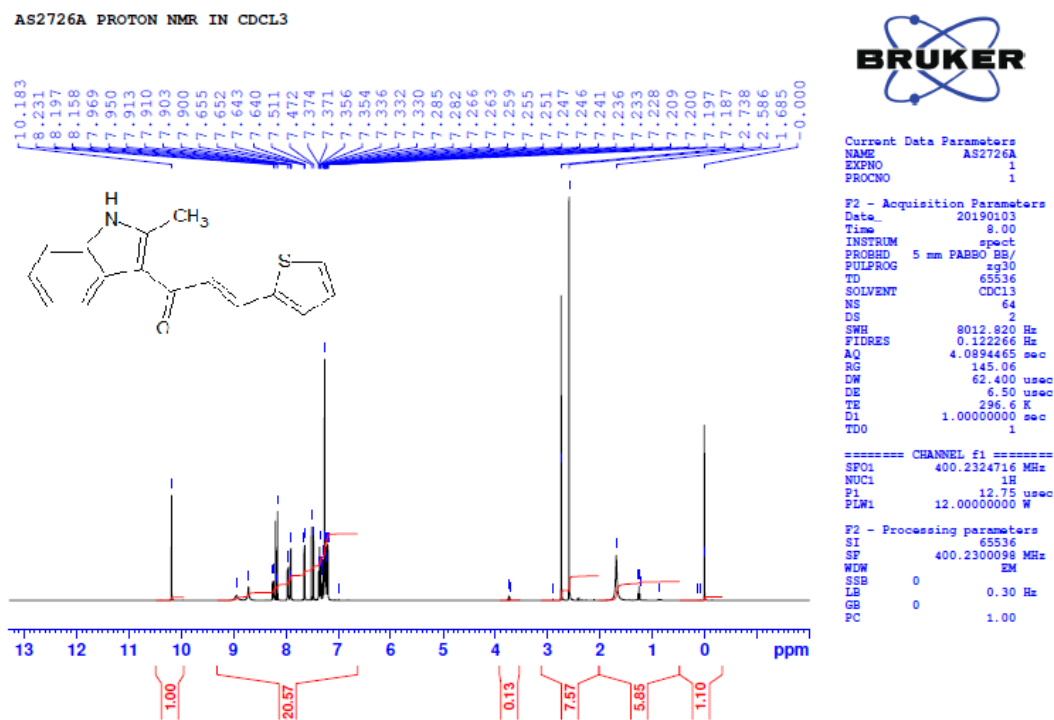 AS2726A PROTON NMR IN CDCL3
BRUKER
10.183
8.231
8.197
8.158
7.969
7.950
7.913
7.910
7.903
7.900
7.655
7.652
7.643
7.640
7.511
7.472
7.374
7.371
7.356
7.354
7.336
7.332
7.330
7.285
7.282
7.266
7.263
7.259
7.255
7.251
7.247
7.246
7.241
7.236
7.233
7.228
7.209
7.200
7.197
7.187
2.738
2.586
1.685
-0.000
H
N
CH3
S
O
Current Data Parameters
NAME AS2726A
EXPNO 1
PROCNO 1
F2 - Acquisition Parameters
Date_ 20190103
Time 8.00
INSTRUM spect
PROBHD 5 mm PABBO BB/
PULPROG zg30
TD 65536
SOLVENT CDCl3
NS 64
DS 2
SWH 8012.820 Hz
FIDRES 0.122266 Hz
AQ 4.0894465 sec
RG 145.06
DW 62.400 usec
DE 6.50 usec
TE 296.6 K
D1 1.00000000 sec
TD0 1
======== CHANNEL f1 ========
SFO1 400.2324716 MHz
NUC1 1H
P1 12.75 usec
PLW1 12.00000000 W
F2 - Processing parameters
SI 65536
SF 400.2300098 MHz
WDW EM
SSB 0
LB 0.30 Hz
GB 0
PC 1.00
13 12 11 10 9 8 7 6 5 4 3 2 1 0 ppm
1.00
20.57
0.13
7.57
5.85
1.10